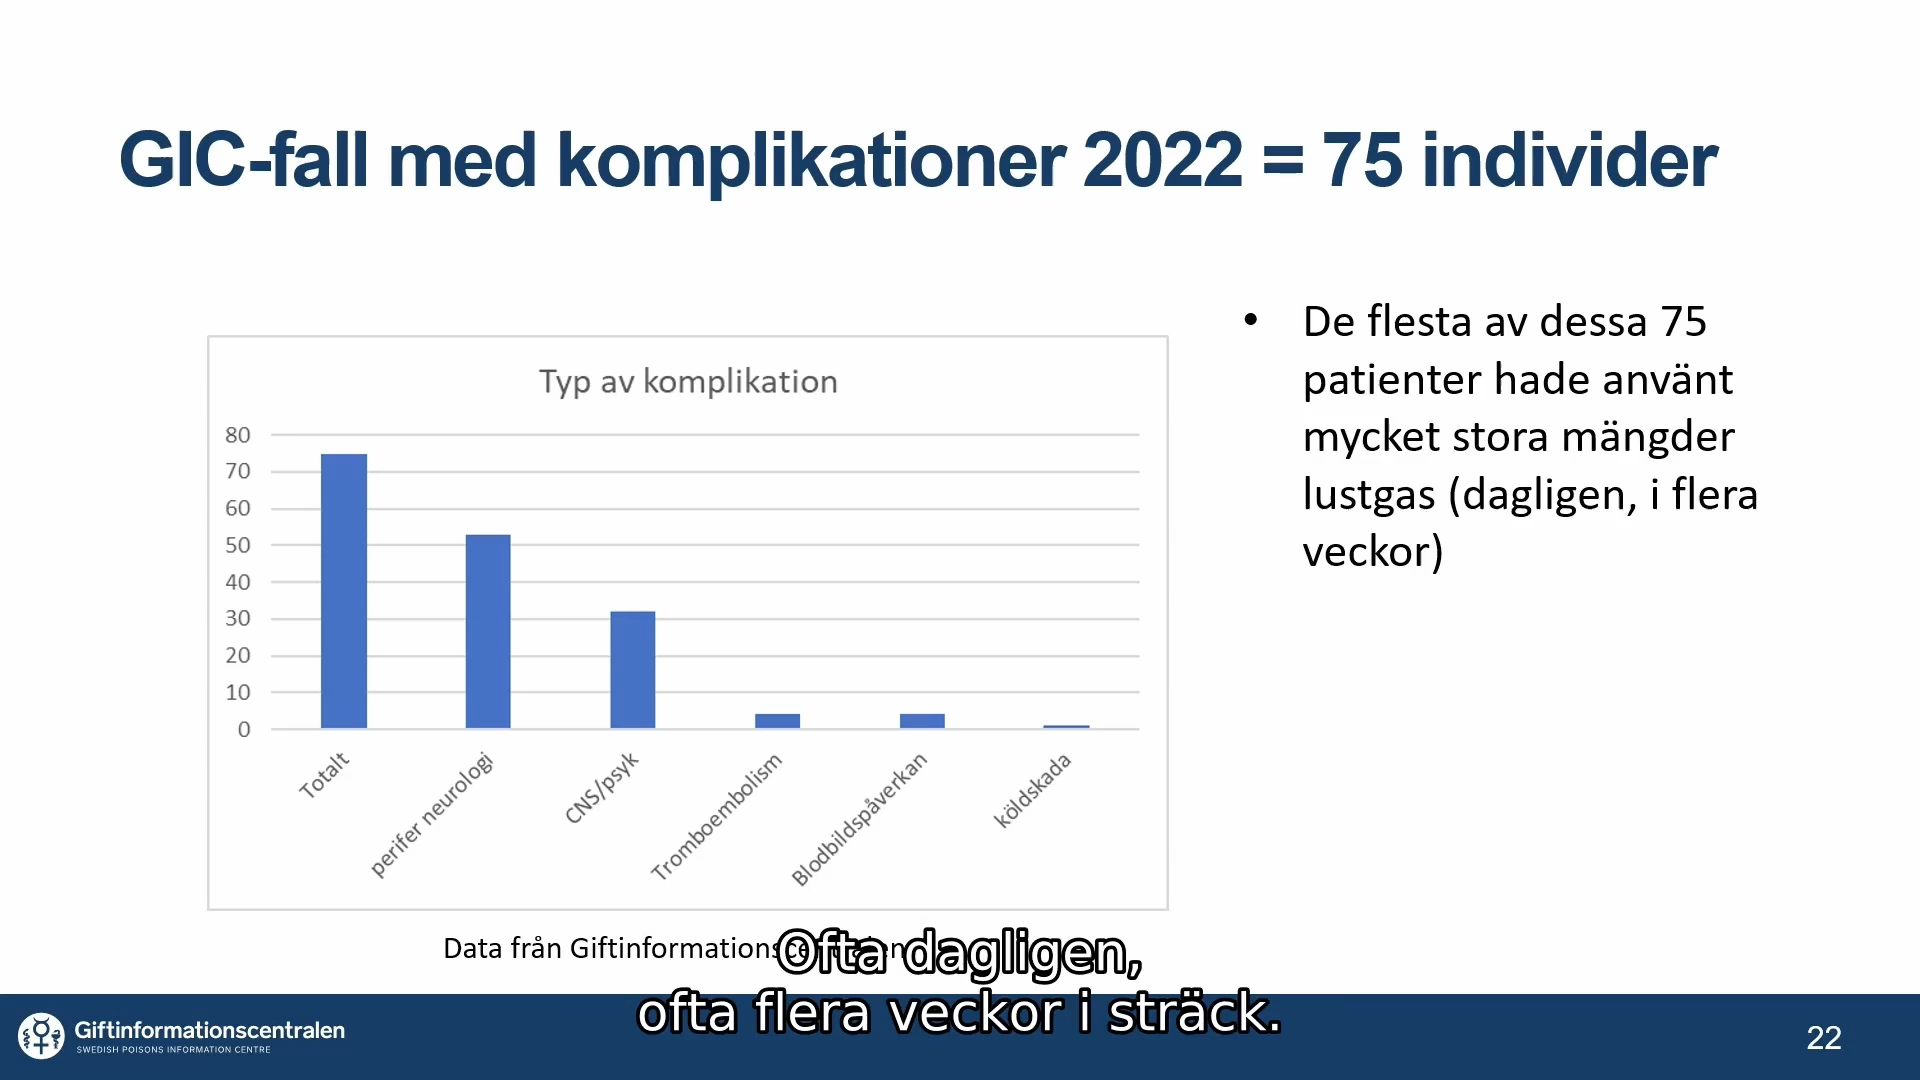 GIC-fall med komplikationer 2022 = 75 individer
Typ av komplikation
80
70
60
50
40
30
20
10
0
Totalt
perifer neurologi
CNS/psyk
Tromboembolism
Blodbildspåverkan
köldskada
• De flesta av dessa 75
patienter hade använt
mycket stora mängder
lustgas (dagligen, i flera
veckor)
Data från Giftinformationscentralen
Ofta dagligen,
ofta flera veckor i sträck.
Giftinformationscentralen
SWEDISH POISONS INFORMATION CENTRE
22